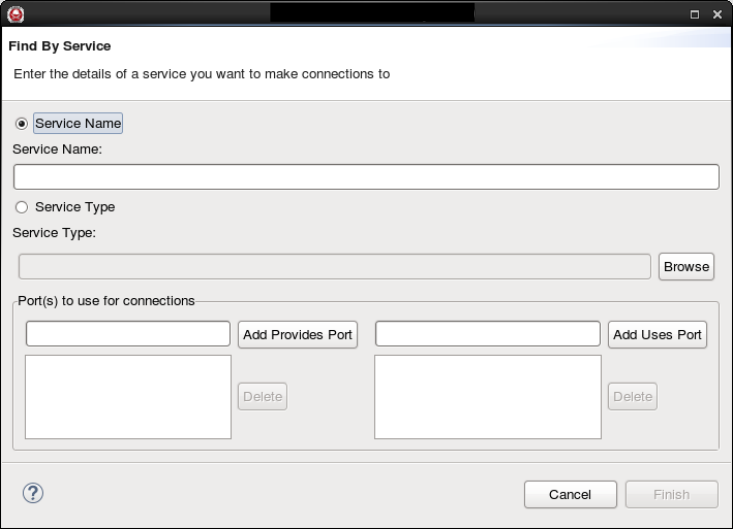 Find By Service
Enter the details of a service you want to make connections to
Service Name
Service Name:
Service Type
Service Type:
Browse
Port(s) to use for connections
Add Provides Port
Add Uses Port
Delete
Delete
?
Cancel
Finish